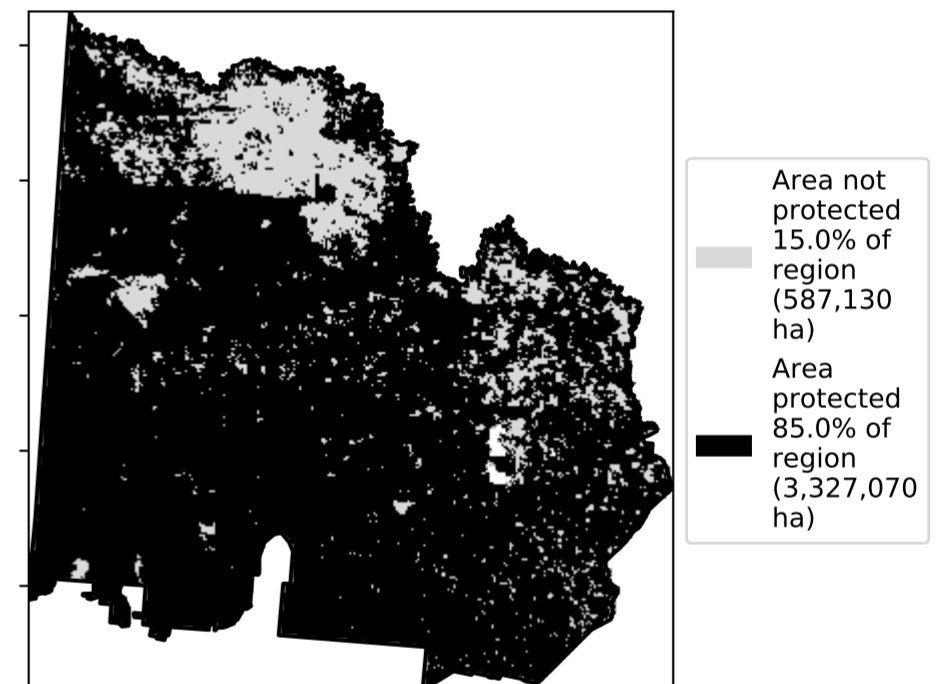 Area not
protected
15.0% of
region
(587,130
ha)
Area
protected
85.0% of
region
(3,327,070
ha)